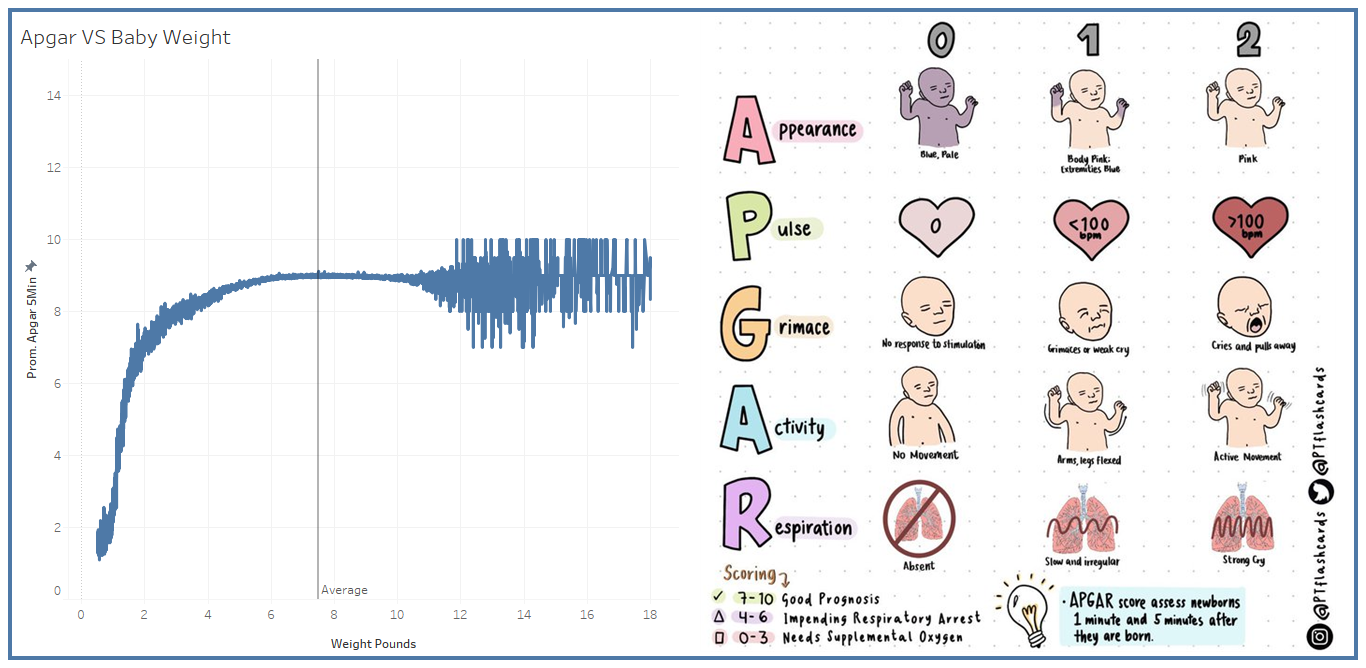 Apgar VS Baby Weight
14
12
10
8
6
4
2
0
Prom. Apgar 5Min
Average
0 2 4 6 8 10 12 14 16 18
Weight Pounds
0 1 2
Appearance
Blue, Pale
Body Pink;
Extremities Blue
Pink
Pulse
0
<100
bpm
>100
bpm
Grimace
No response to stimulation
Grimaces or weak cry
Cries and pulls away
Activity
No Movement
Arms, legs flexed
Active Movement
Respiration
Absent
Slow and irregular
Strong Cry
Scoring
7-10 Good Prognosis
4-6 Impending Respiratory Arrest
0-3 Needs Supplemental Oxygen
· APGAR score assess newborns
1 minute and 5 minutes after
they are born.
@PTflashcards
@PTflashcards